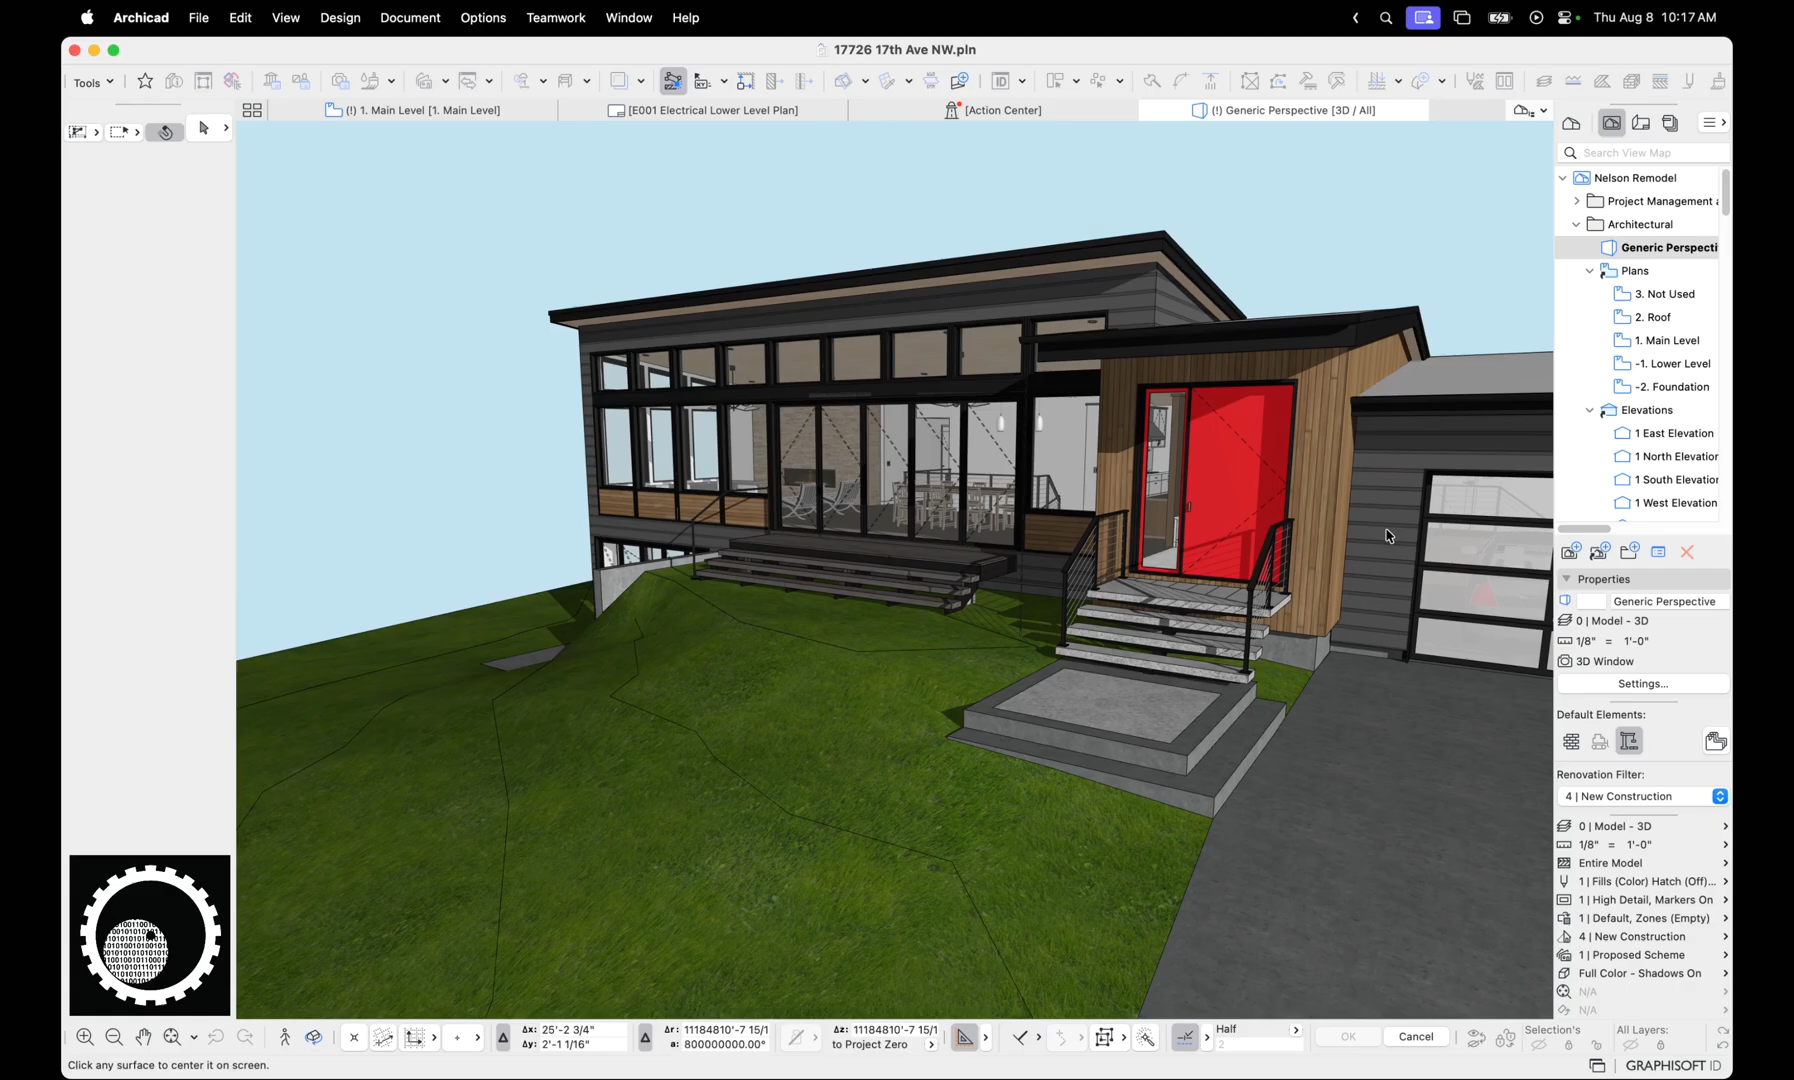 Archicad File Edit View Design Document Options Teamwork Window Help
Thu Aug 8 10:17 AM
17726 17th Ave NW.pln
Tools
ID
(!) 1. Main Level [1. Main Level]
[E001 Electrical Lower Level Plan]
[Action Center]
(!) Generic Perspective [3D / All]
Search View Map
Nelson Remodel
Project Management a
Architectural
Generic Perspecti
Plans
3. Not Used
2. Roof
1. Main Level
-1. Lower Level
-2. Foundation
Elevations
1 East Elevation
1 North Elevation
1 South Elevation
1 West Elevation
Properties
Generic Perspective
0 | Model - 3D
1/8" = 1'-0"
3D Window
Settings...
Default Elements:
Renovation Filter:
4 | New Construction
0 | Model - 3D
1/8" = 1'-0"
Entire Model
1 | Fills (Color) Hatch (Off)...
1 | High Detail, Markers On
1 | Default, Zones (Empty)
4 | New Construction
1 | Proposed Scheme
Full Color - Shadows On
N/A
N/A
Δx: 25'-2 3/4"
Δy: 2'-1 1/16"
Δr: 11184810'-7 15/1
a: 800000000.00°
Δz: 11184810'-7 15/1
to Project Zero
Half
2
OK
Cancel
Selection's
All Layers:
Click any surface to center it on screen.
GRAPHISOFT ID